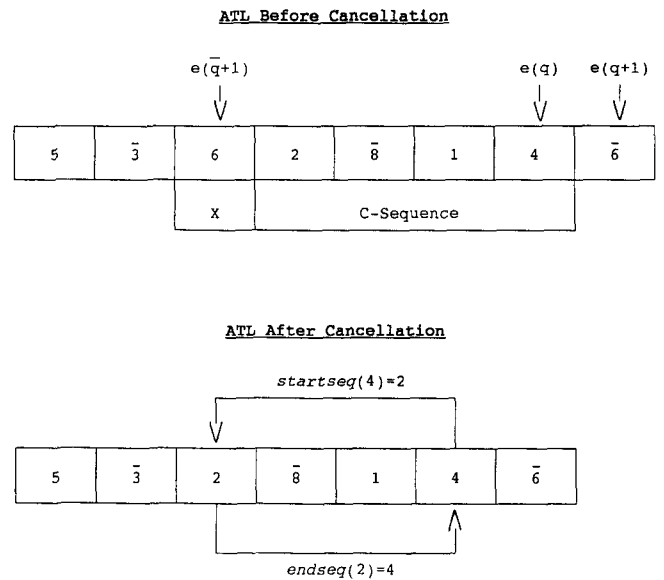 ATL Before Cancellation
e(q̅+1) e(q) e(q+1)
5 3̅ 6 2 8̅ 1 4 6̅
X C-Sequence
ATL After Cancellation
startseq(4)=2
5 3̅ 2 8̅ 1 4 6̅
endseq(2)=4